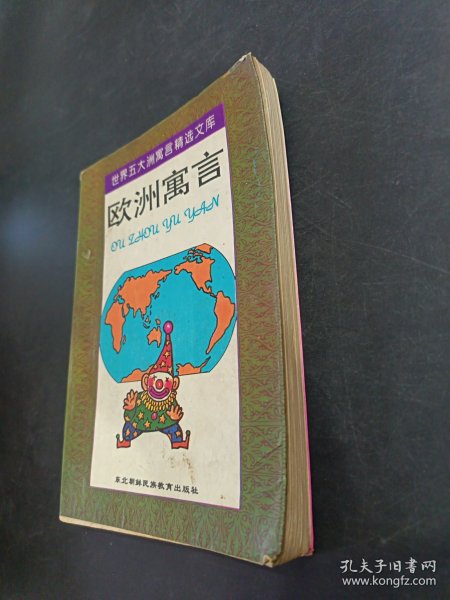 世界五大洲寓言精选文库
欧洲寓言
OU ZHOU YU YAN
东北朝鲜民族教育出版社
孔夫子旧书网
www.kongfz.com